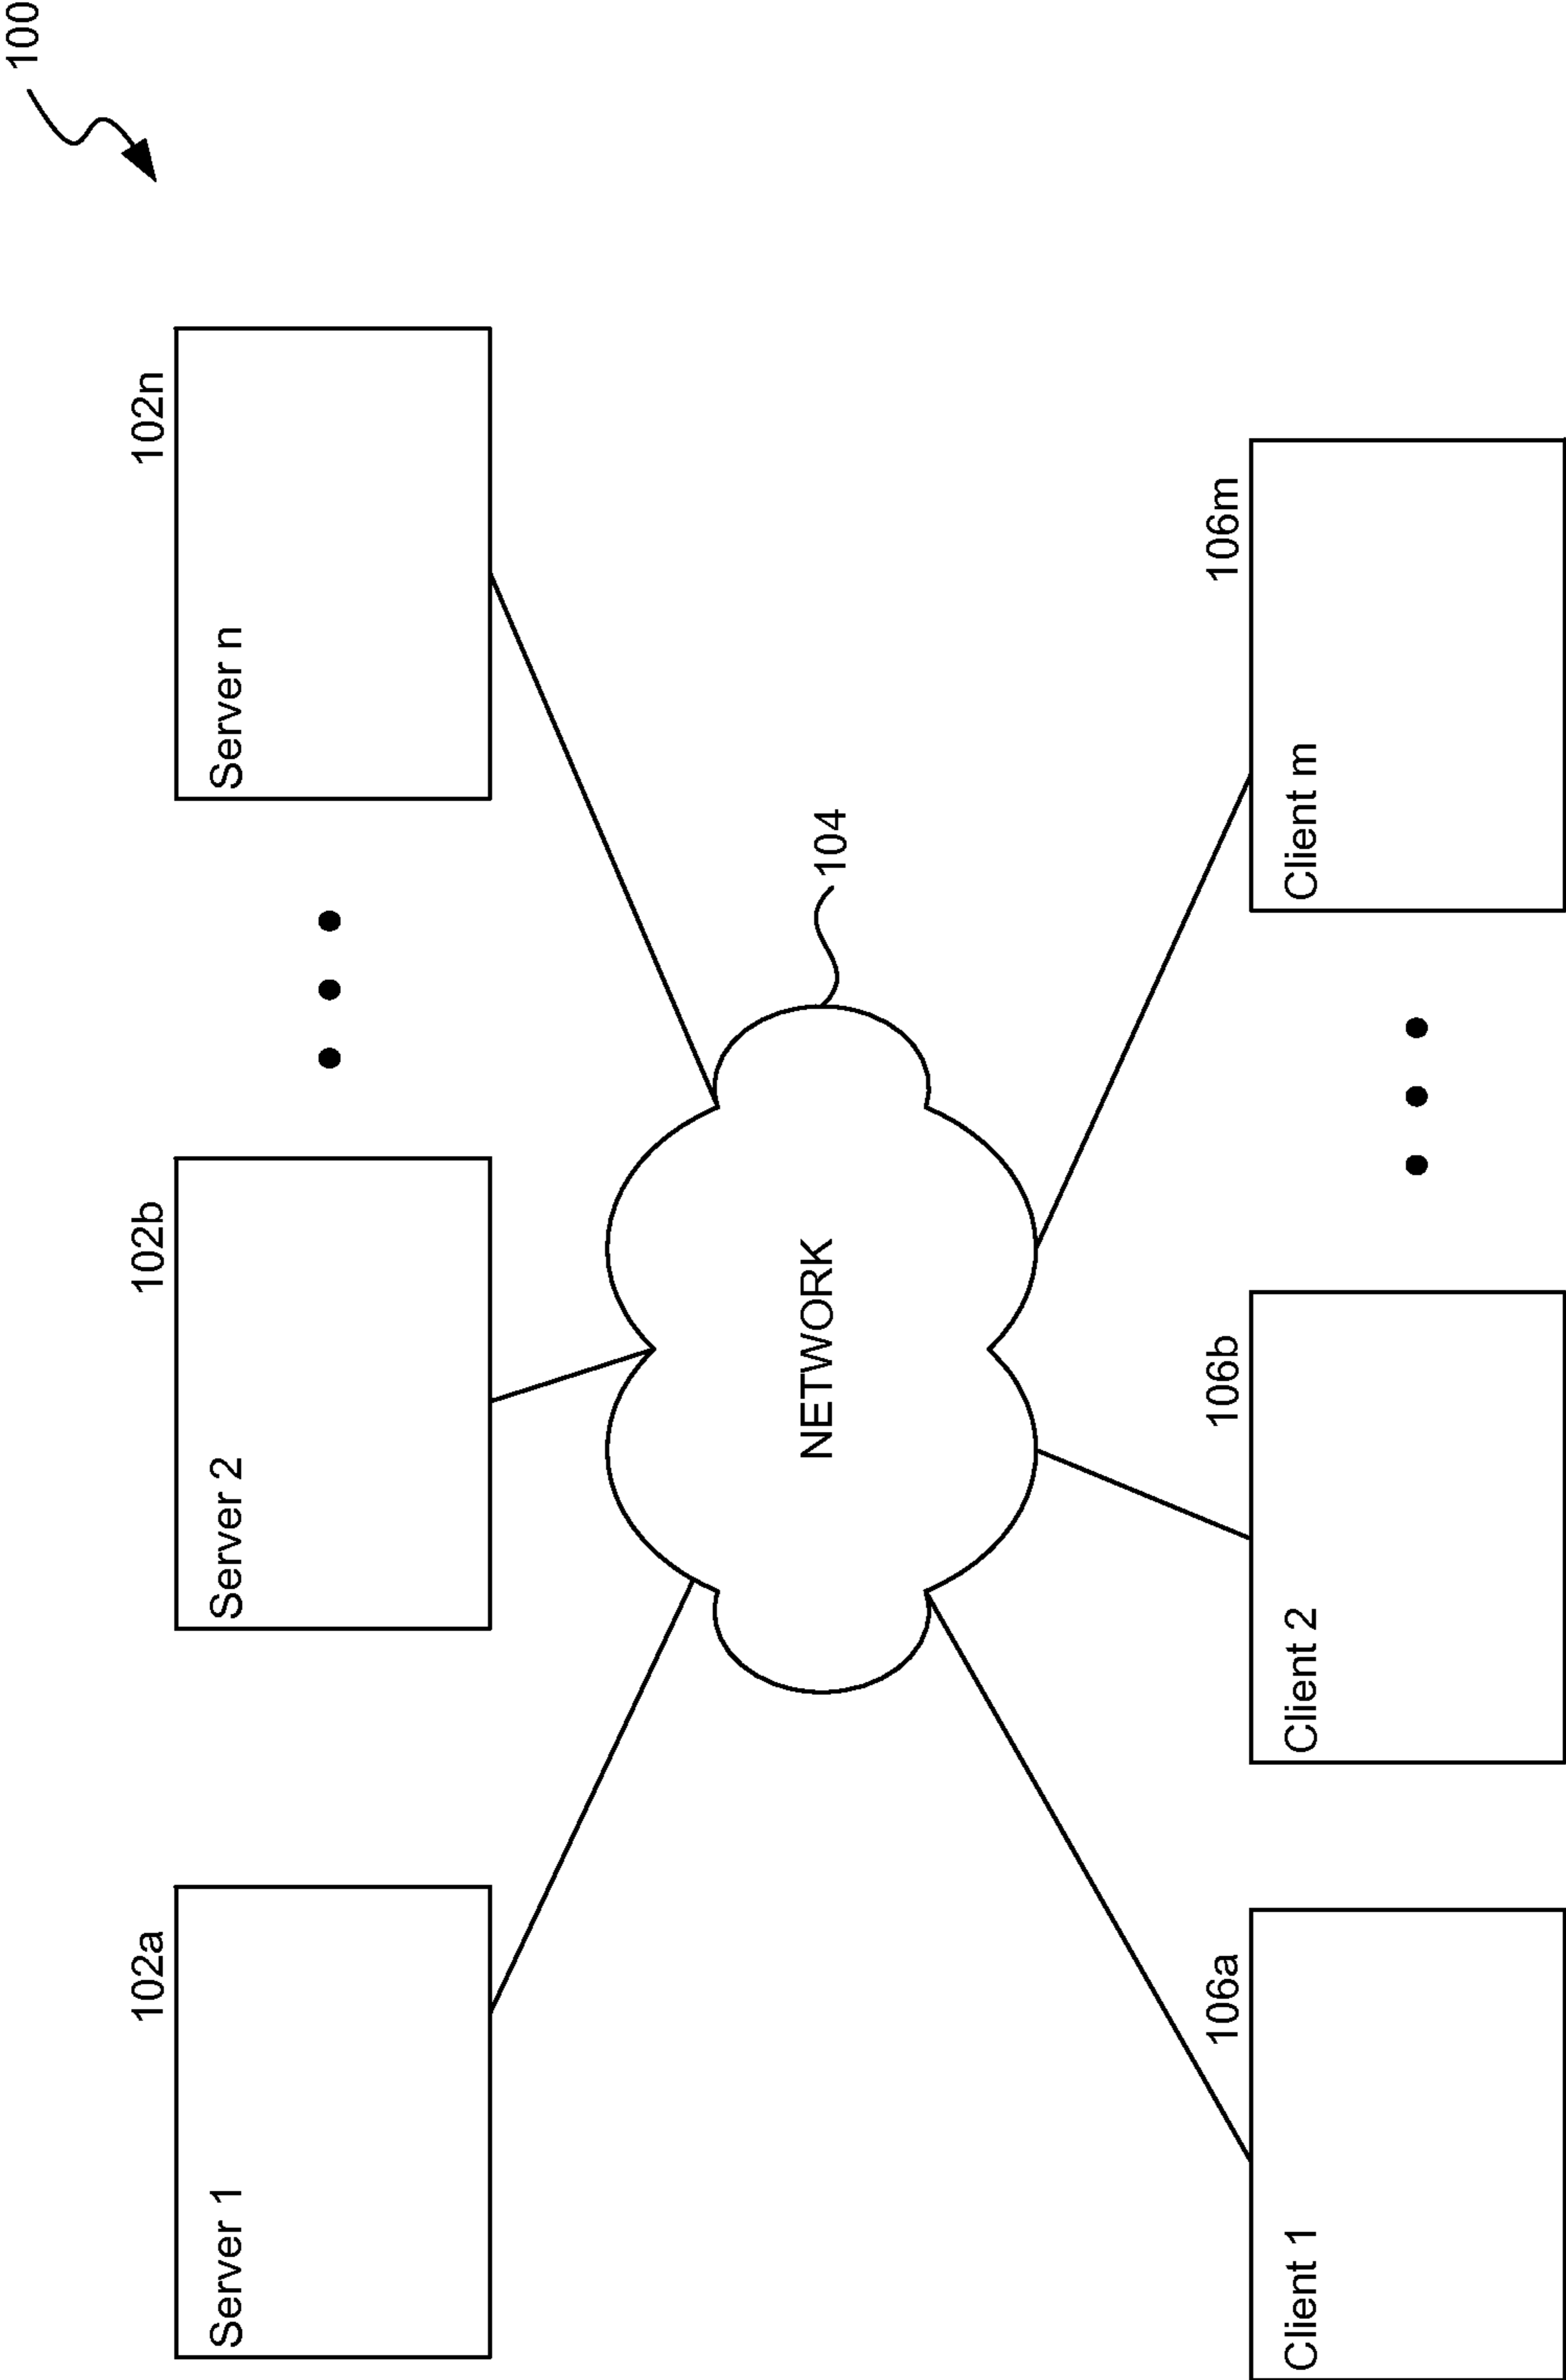 100
102a
102b
102n
Server 1
Server 2
Server n
104
NETWORK
106a
106b
106m
Client 1
Client 2
Client m